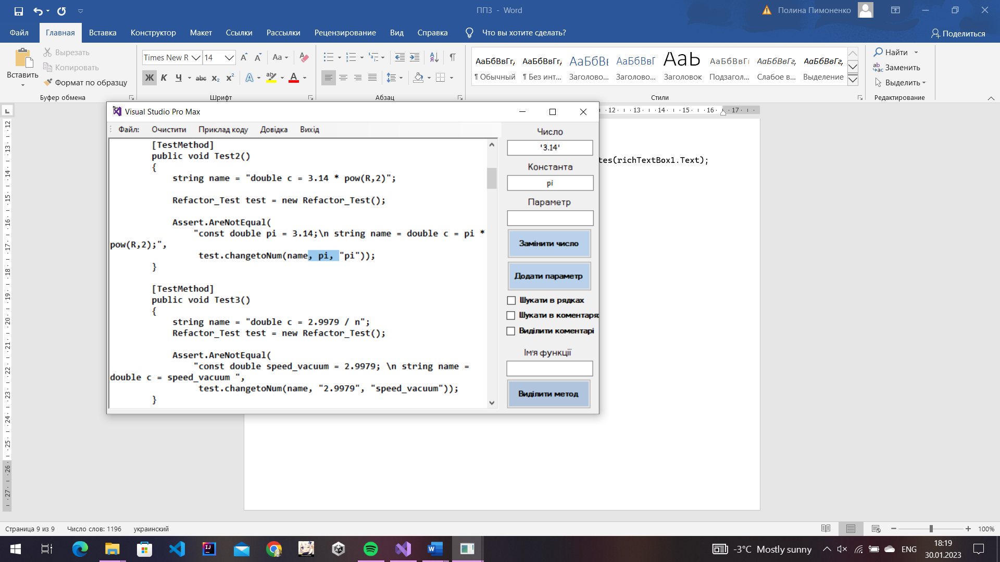 ПП3 - Word
Полина Пимоненко
Файл Главная Вставка Конструктор Макет Ссылки Рассылки Рецензирование Вид Справка Что вы хотите сделать? Поделиться
Вставить
Вырезать
Копировать
Формат по образцу
Буфер обмена
Times New R 14
Aa
Ж К Ч abc x₂ x²
Шрифт
Абзац
АаБбВвГг, АаБбВвГг, АаБбВı АаБбВвГ АаЬ АаБбВвГı АаБбВвГг, АаБбВвГг,
¶ Обычный ¶ Без инт... Заголово... Заголово... Заголовок Подзагол... Слабое в... Выделение
Стили
Найти
Заменить
Выделить
Редактирование
12 13 14 15 16 17
12
13
14
15
16
17
18
19
20
21
22
23
24
25
26
27
tes(richTextBox1.Text);
Visual Studio Pro Max
Файл: Очистити Приклад коду Довідка Вихід
[TestMethod]
public void Test2()
{
string name = "double c = 3.14 * pow(R,2)";
Refactor_Test test = new Refactor_Test();
Assert.AreNotEqual(
"const double pi = 3.14;\n string name = double c = pi *
pow(R,2);",
test.changetoNum(name, pi, "pi"));
}
[TestMethod]
public void Test3()
{
string name = "double c = 2.9979 / n";
Refactor_Test test = new Refactor_Test();
Assert.AreNotEqual(
"const double speed_vacuum = 2.9979; \n string name =
double c = speed_vacuum ",
test.changetoNum(name, "2.9979", "speed_vacuum"));
}
Число
'3.14'
Константа
pi
Параметр
Замінити число
Додати параметр
Шукати в рядках
Шукати в коментаря
Виділити коментарі
Ім'я функції
Виділити метод
Страница 9 из 9 Число слов: 1196 украинский
100%
-3°C Mostly sunny
ENG
18:19
30.01.2023